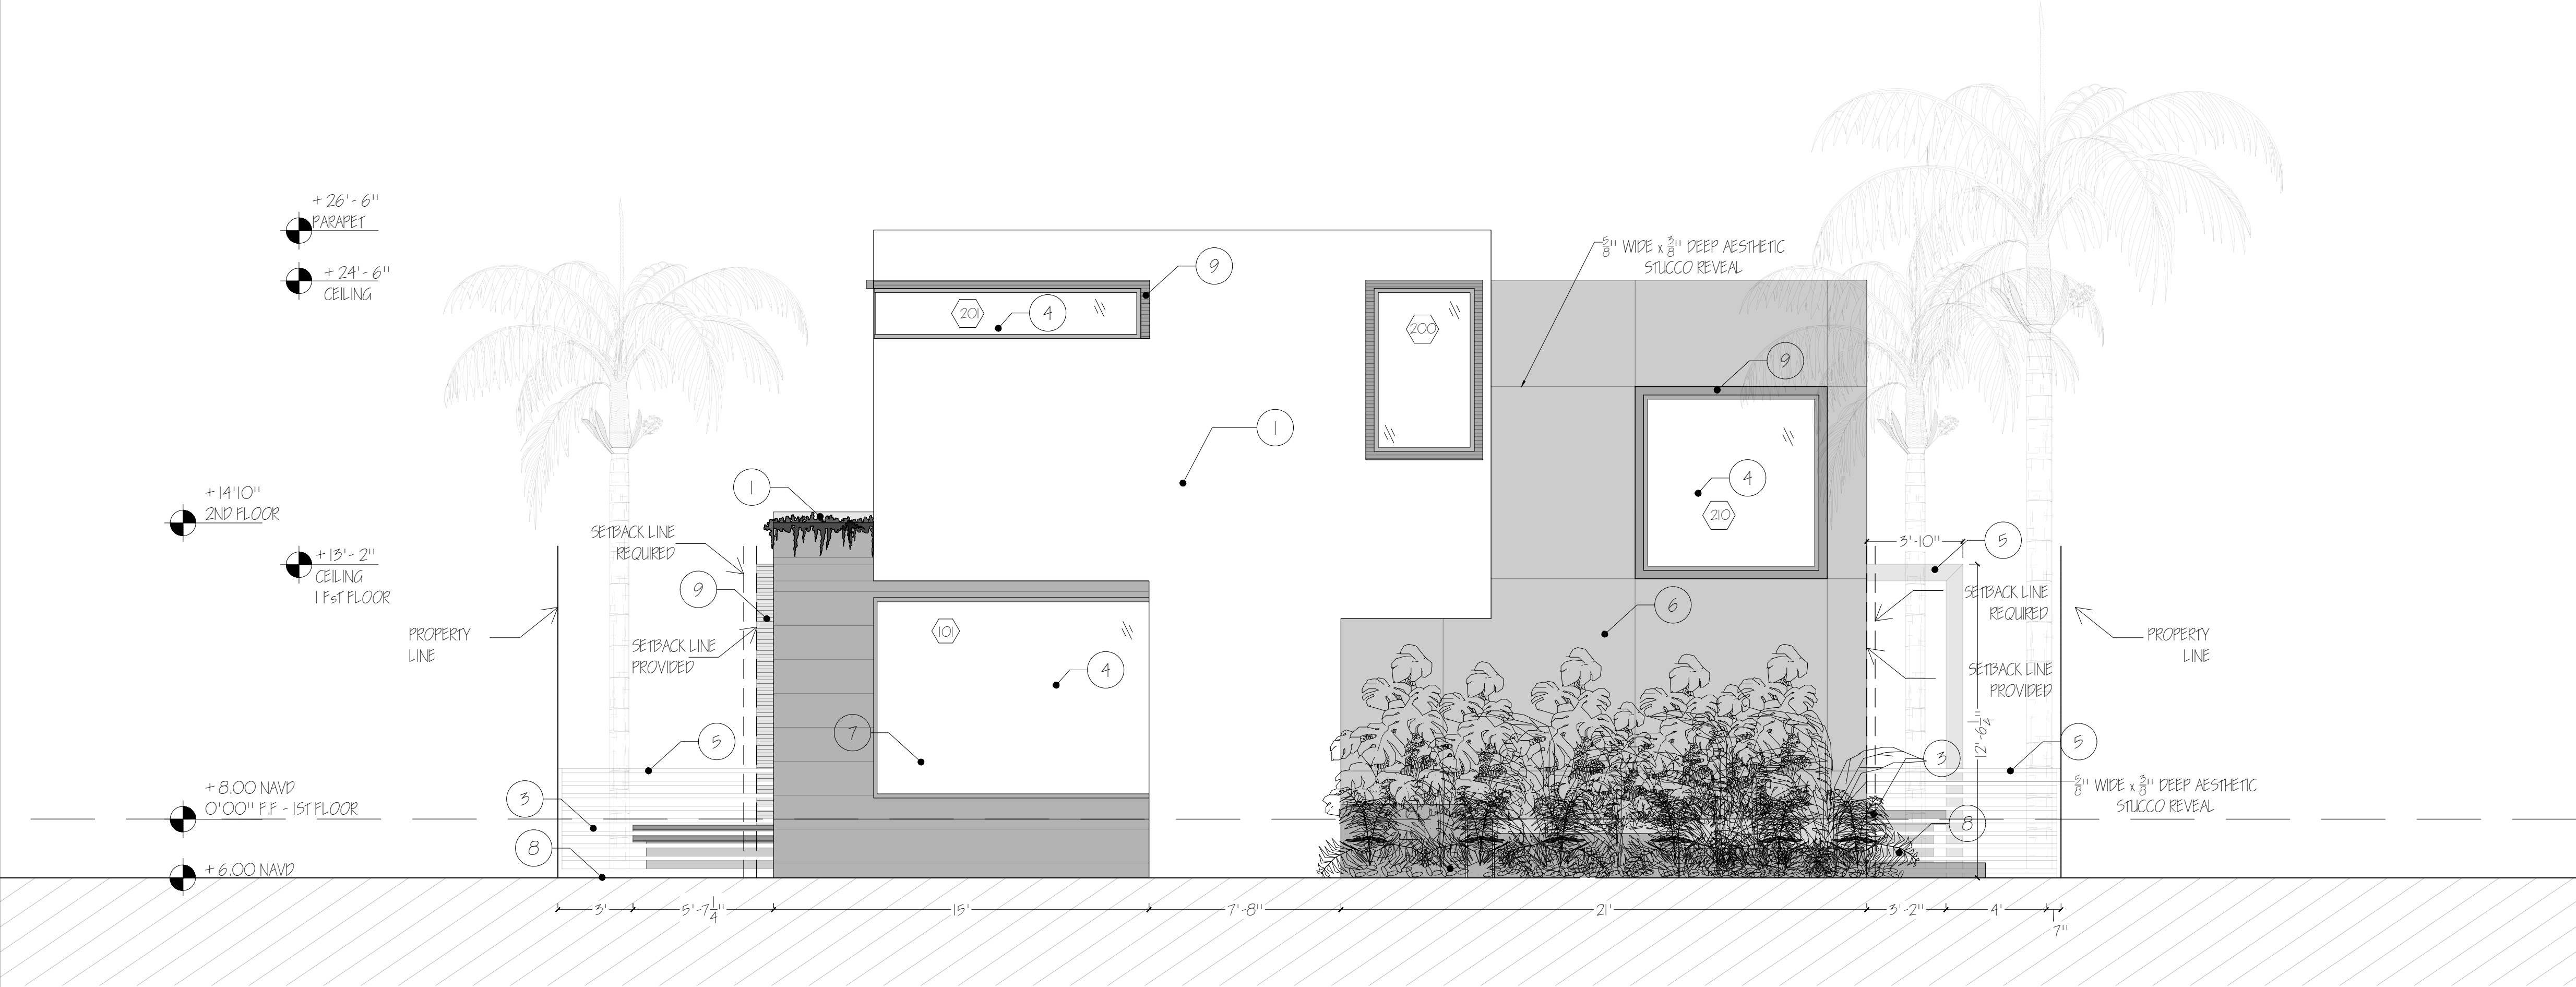 + 26'- 6"
PARAPET
+ 24'- 6"
CEILING
+ 14'10"
2ND FLOOR
+ 13'- 2"
CEILING
1 FsT FLOOR
+ 8.00 NAVD
0'00" F.F - 1ST FLOOR
+ 6.00 NAVD
PROPERTY
LINE
SETBACK LINE
REQUIRED
SETBACK LINE
PROVIDED
1
9
5
3
8
201
4
9
1
101
4
7
200
5/8" WIDE x 3/8" DEEP AESTHETIC
STUCCO REVEAL
9
4
210
6
3'-10"
5
SETBACK LINE
REQUIRED
SETBACK LINE
PROVIDED
12'-6 1/4"
PROPERTY
LINE
5
3
8
5/8" WIDE x 3/8" DEEP AESTHETIC
STUCCO REVEAL
3'
5'-7 1/4"
15'
7'-8"
21'
3'-2"
4'
7"